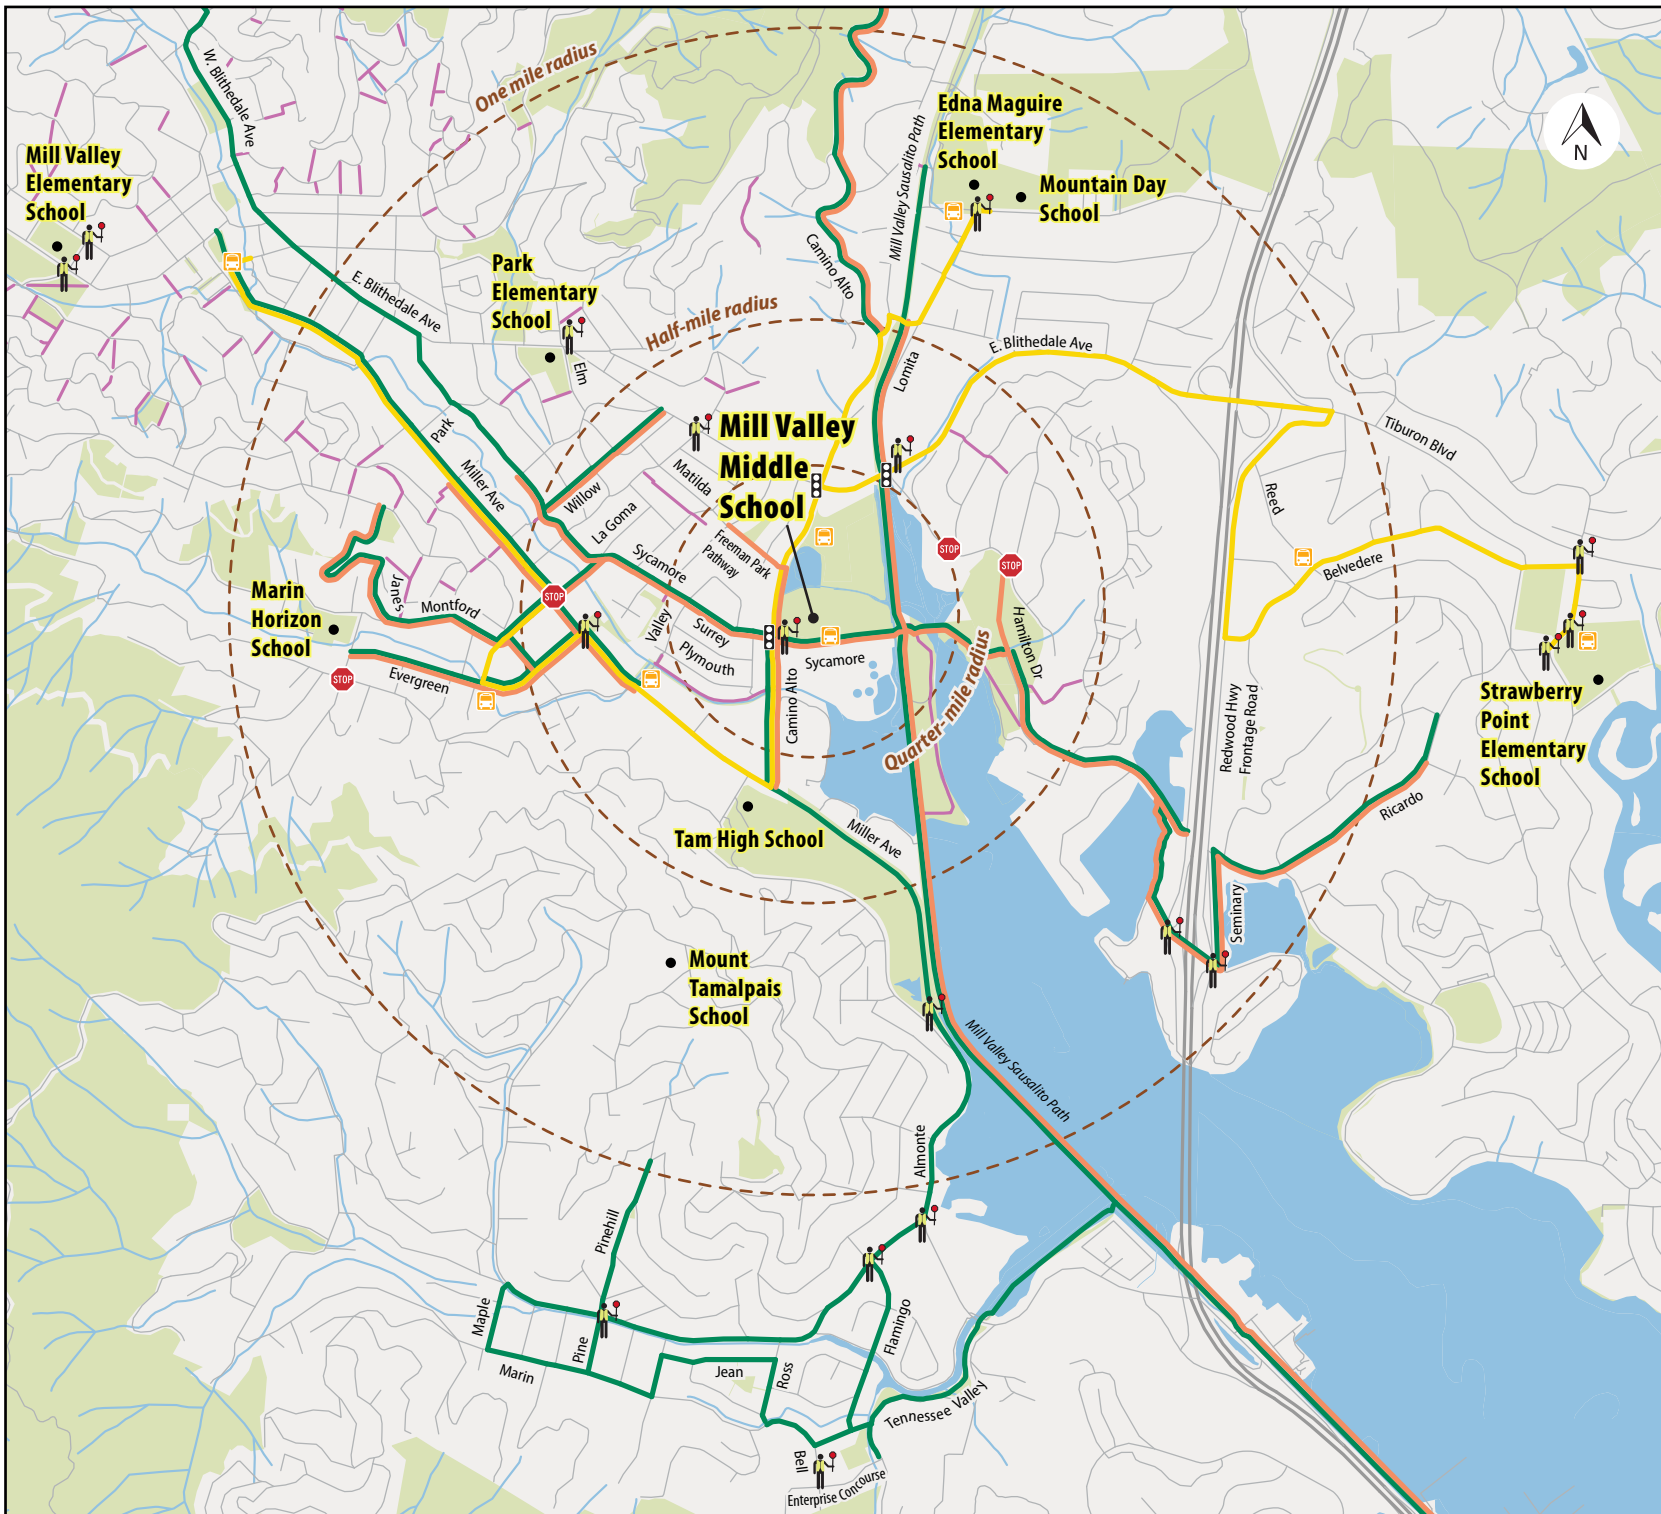 One mile radius
W. Blithedale Ave
Mill Valley Sausalito Path
Edna Maguire
Elementary
School
N
Mill Valley
Elementary
School
Mountain Day
School
Camino Alto
Park
Elementary
School
E. Blithedale Ave
Half-mile radius
Elm
Lomita
E. Blithedale Ave
Tiburon Blvd
Park
Mill Valley
Middle
School
Miller Ave
Matilda
Willow
Reed
La Goma
Freeman Park
Pathway
Sycamore
STOP
STOP
Belvedere
Marin
Horizon
School
Janes
Montford
STOP
Valley
Surrey
Plymouth
Sycamore
Hamilton Dr
STOP
Evergreen
Camino Alto
Quarter-mile radius
Redwood Hwy
Frontage Road
Strawberry
Point
Elementary
School
Ricardo
Tam High School
Miller Ave
Seminary
Mount
Tamalpais
School
Mill Valley Sausalito Path
Almonte
Pinehill
Maple
Pine
Marin
Jean
Ross
Flamingo
Tennessee Valley
Bell
Enterprise Concourse